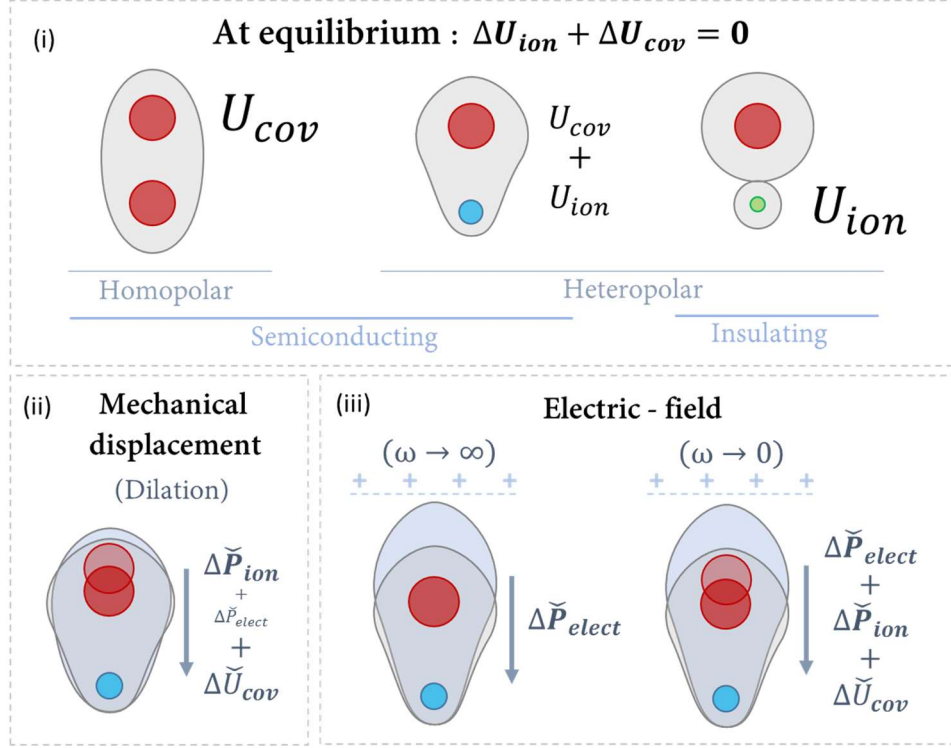 (i)
At equilibrium : ΔU_ion + ΔU_cov = 0
U_cov
U_cov
+
U_ion
U_ion
Homopolar
Heteropolar
Semiconducting
Insulating
(ii)
Mechanical
displacement
(Dilation)
ΔP̆_ion
+
ΔP̆_elect
+
ΔŬ_cov
(iii)
Electric - field
(ω → ∞)
+ + + +
ΔP̆_elect
(ω → 0)
+ + + +
ΔP̆_elect
+
ΔP̆_ion
+
ΔŬ_cov